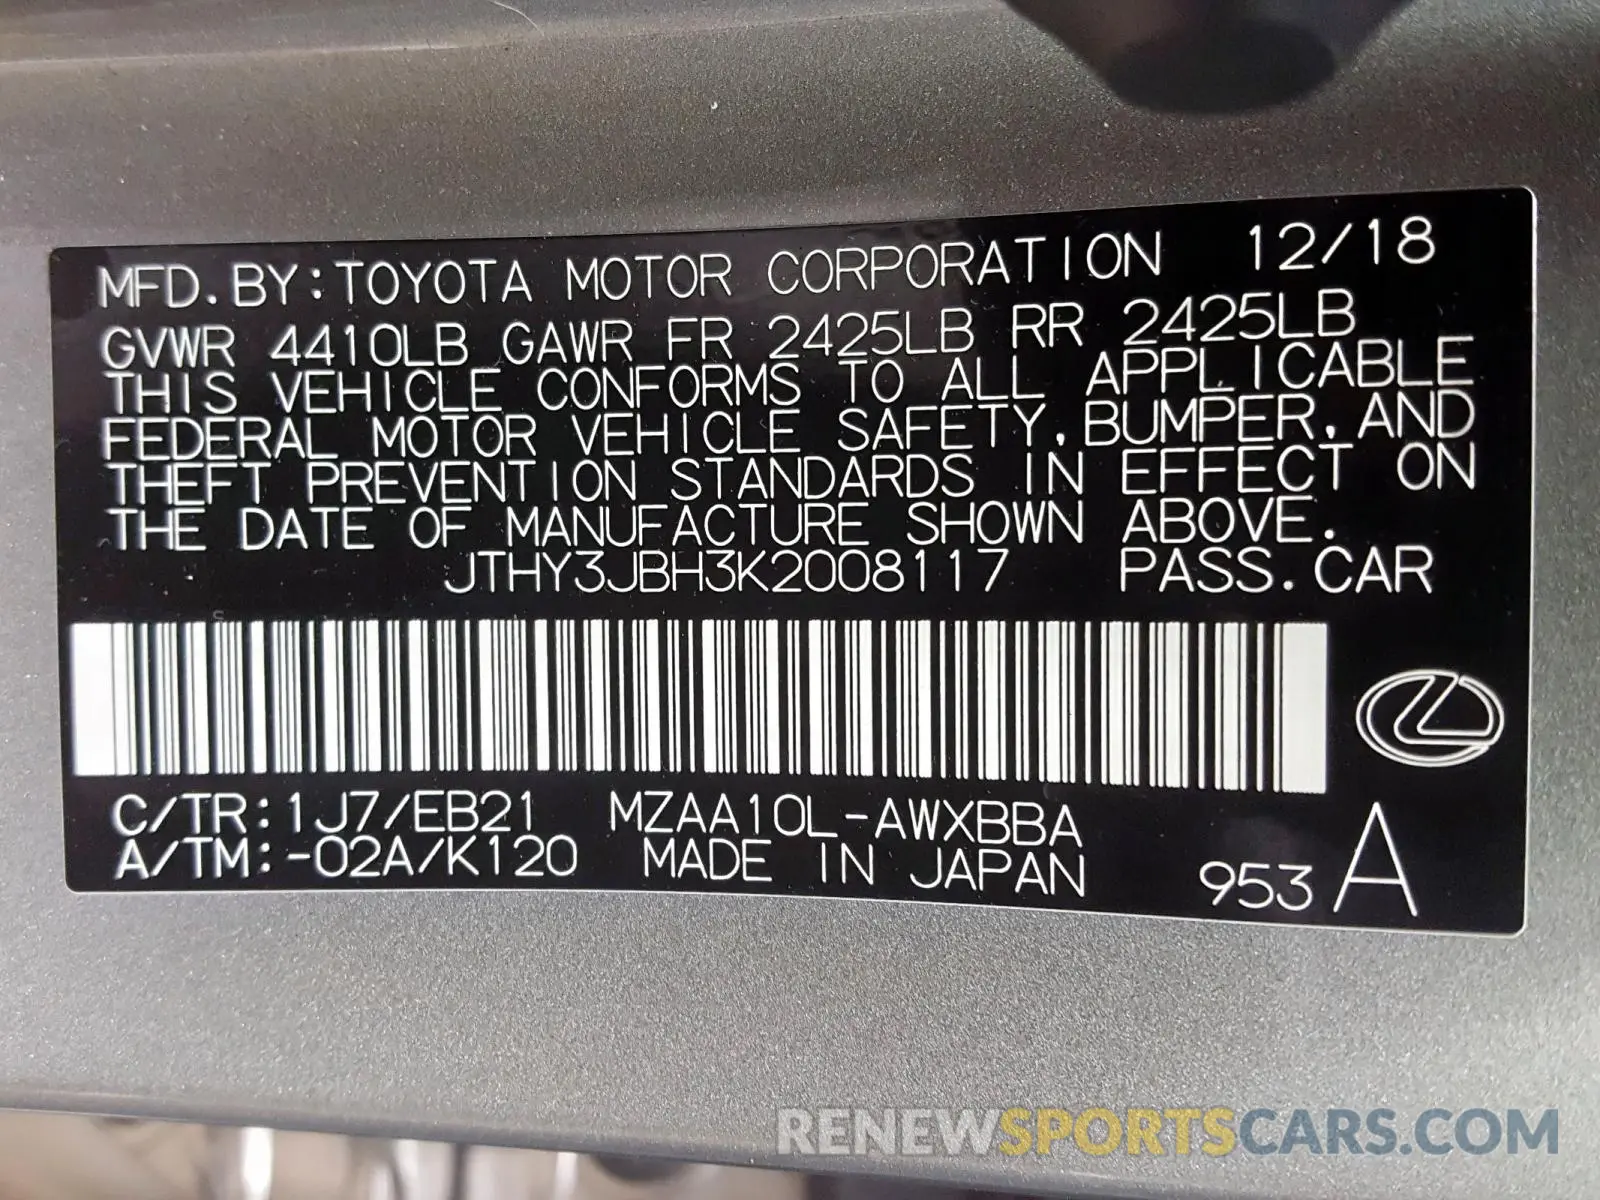 MFD.BY:TOYOTA MOTOR CORPORATION 12/18
GVWR 4410LB GAWR FR 2425LB RR 2425LB
THIS VEHICLE CONFORMS TO ALL APPLICABLE
FEDERAL MOTOR VEHICLE SAFETY,BUMPER,AND
THEFT PREVENTION STANDARDS IN EFFECT ON
THE DATE OF MANUFACTURE SHOWN ABOVE.
JTHY3JBH3K2008117 PASS.CAR
C/TR:1J7/EB21 MZAA10L-AWXBBA
A/TM:-02A/K120 MADE IN JAPAN 953 A
RENEWSPORTSCARS.COM